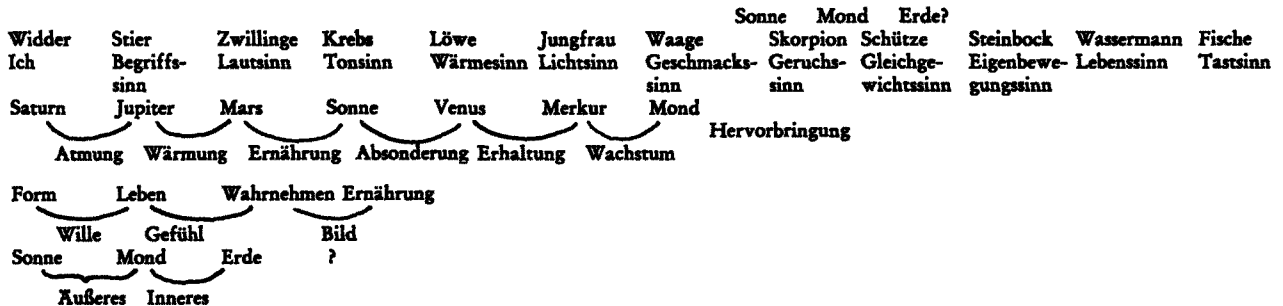 Sonne Mond Erde?
Widder Stier Zwillinge Krebs Löwe Jungfrau Waage Skorpion Schütze Steinbock Wassermann Fische
Ich Begriffs- Lautsinn Tonsinn Wärmesinn Lichtsinn Geschmacks- Geruchs- Gleichge- Eigenbewe- Lebenssinn Tastsinn
sinn sinn sinn wichtssinn gungssinn
Saturn Jupiter Mars Sonne Venus Merkur Mond
Hervorbringung
Atmung Wärmung Ernährung Absonderung Erhaltung Wachstum
Form Leben Wahrnehmen Ernährung
Wille Gefühl Bild
Sonne Mond Erde ?
Äußeres Inneres